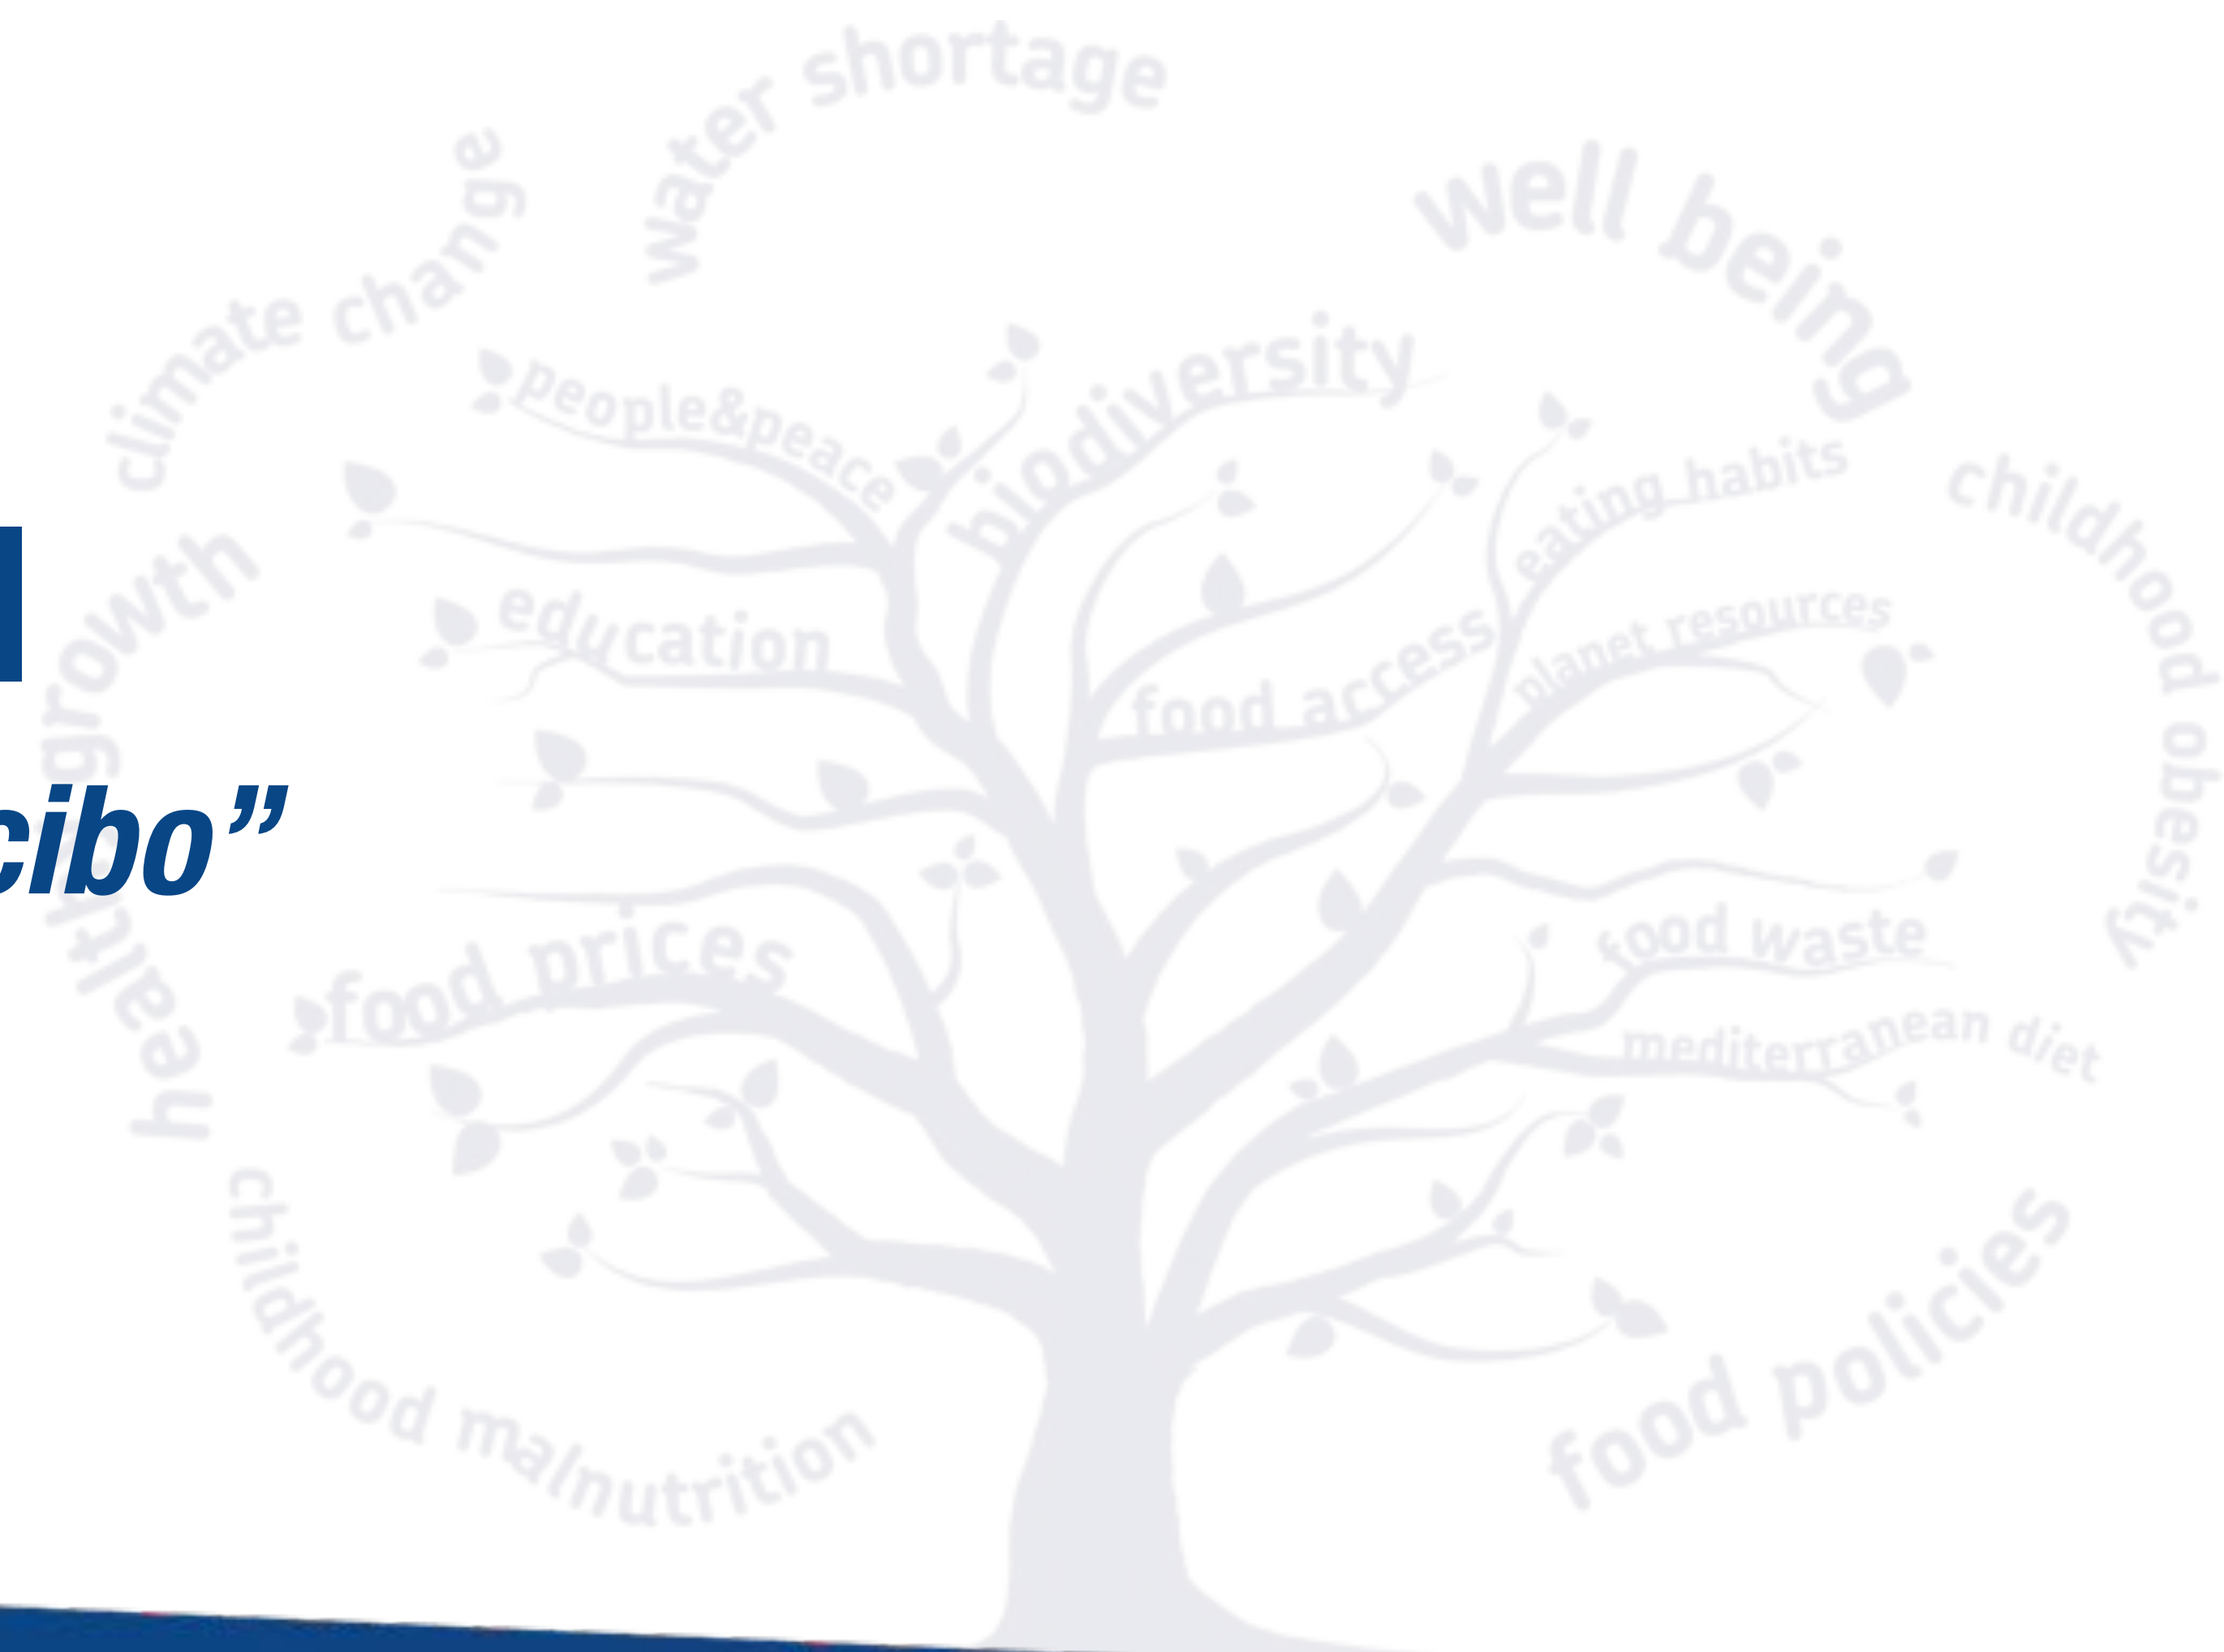 water shortage
climate change
well being
people&peace
biodiversity
eating habits
childhood obesity
education
planet resources
food access
healthy growth
cibo”
food prices
food waste
mediterranean diet
childhood malnutrition
food policies